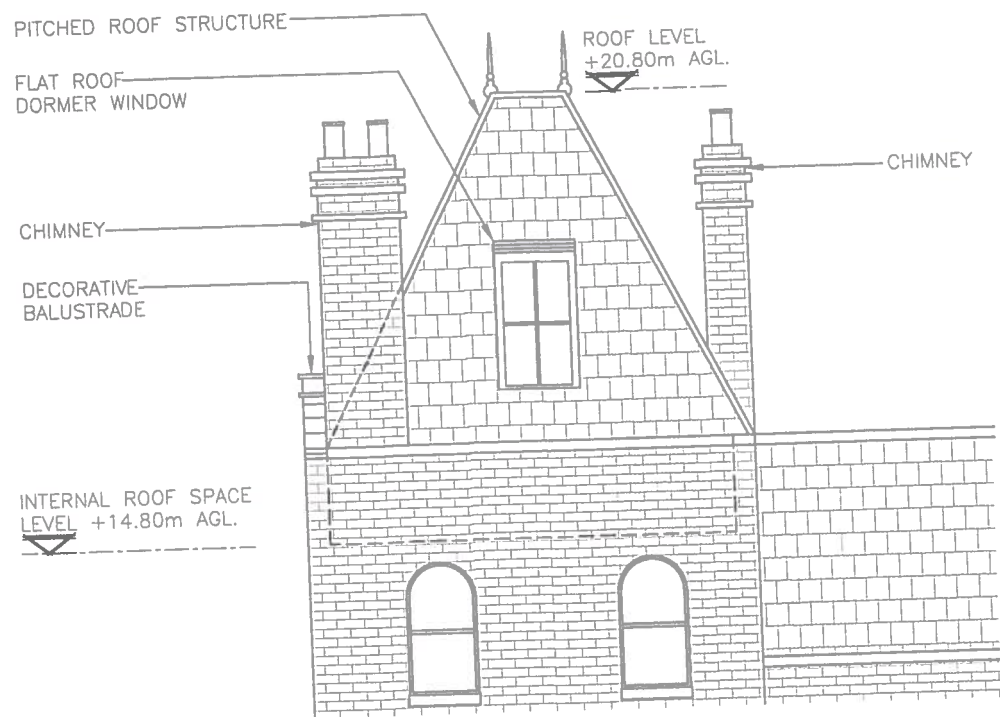 PITCHED ROOF STRUCTURE
FLAT ROOF
DORMER WINDOW
ROOF LEVEL
+20.80m AGL.
CHIMNEY
CHIMNEY
DECORATIVE
BALUSTRADE
INTERNAL ROOF SPACE
LEVEL +14.80m AGL.